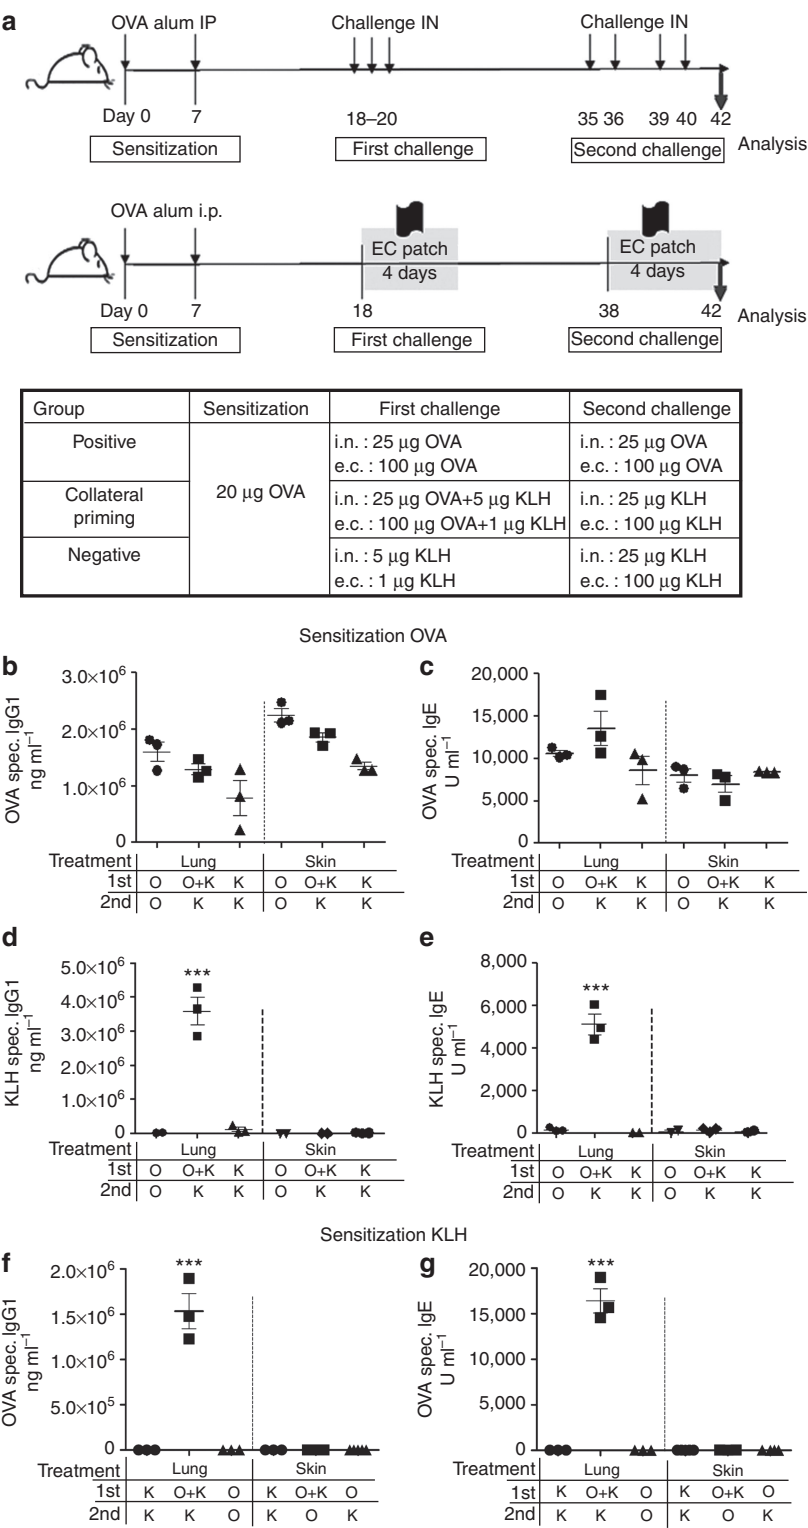 a
OVA alum IP
Challenge IN
Challenge IN
Day 0 7 18–20 35 36 39 40 42
Analysis
Sensitization First challenge Second challenge
OVA alum i.p.
EC patch
4 days
EC patch
4 days
Day 0 7 18 38 42
Analysis
Sensitization First challenge Second challenge
Group Sensitization First challenge Second challenge
Positive
20 μg OVA
i.n. : 25 μg OVA
e.c. : 100 μg OVA
i.n. : 25 μg OVA
e.c. : 100 μg OVA
Collateral
priming
i.n. : 25 μg OVA+5 μg KLH
e.c. : 100 μg OVA+1 μg KLH
i.n. : 25 μg KLH
e.c. : 100 μg KLH
Negative
i.n. : 5 μg KLH
e.c. : 1 μg KLH
i.n. : 25 μg KLH
e.c. : 100 μg KLH
Sensitization OVA
b
OVA spec. IgG1
ng ml⁻¹
3.0×10⁶
2.0×10⁶
1.0×10⁶
0
Treatment Lung Skin
1st O O+K K O O+K K
2nd O K K O K K
c
OVA spec. IgE
U ml⁻¹
20,000
15,000
10,000
5,000
0
Treatment Lung Skin
1st O O+K K O O+K K
2nd O K K O K K
d
KLH spec. IgG1
ng ml⁻¹
5.0×10⁶
4.0×10⁶
3.0×10⁶
2.0×10⁶
1.0×10⁶
0
***
Treatment Lung Skin
1st O O+K K O O+K K
2nd O K K O K K
e
KLH spec. IgE
U ml⁻¹
8,000
6,000
4,000
2,000
0
***
Treatment Lung Skin
1st O O+K K O O+K K
2nd O K K O K K
Sensitization KLH
f
OVA spec. IgG1
ng ml⁻¹
2.0×10⁶
1.5×10⁶
1.0×10⁶
5.0×10⁵
0
***
Treatment Lung Skin
1st K O+K O K O+K O
2nd K K O K O K
g
OVA spec. IgE
U ml⁻¹
20,000
15,000
10,000
5,000
0
***
Treatment Lung Skin
1st K O+K O K O+K O
2nd K K O K O K